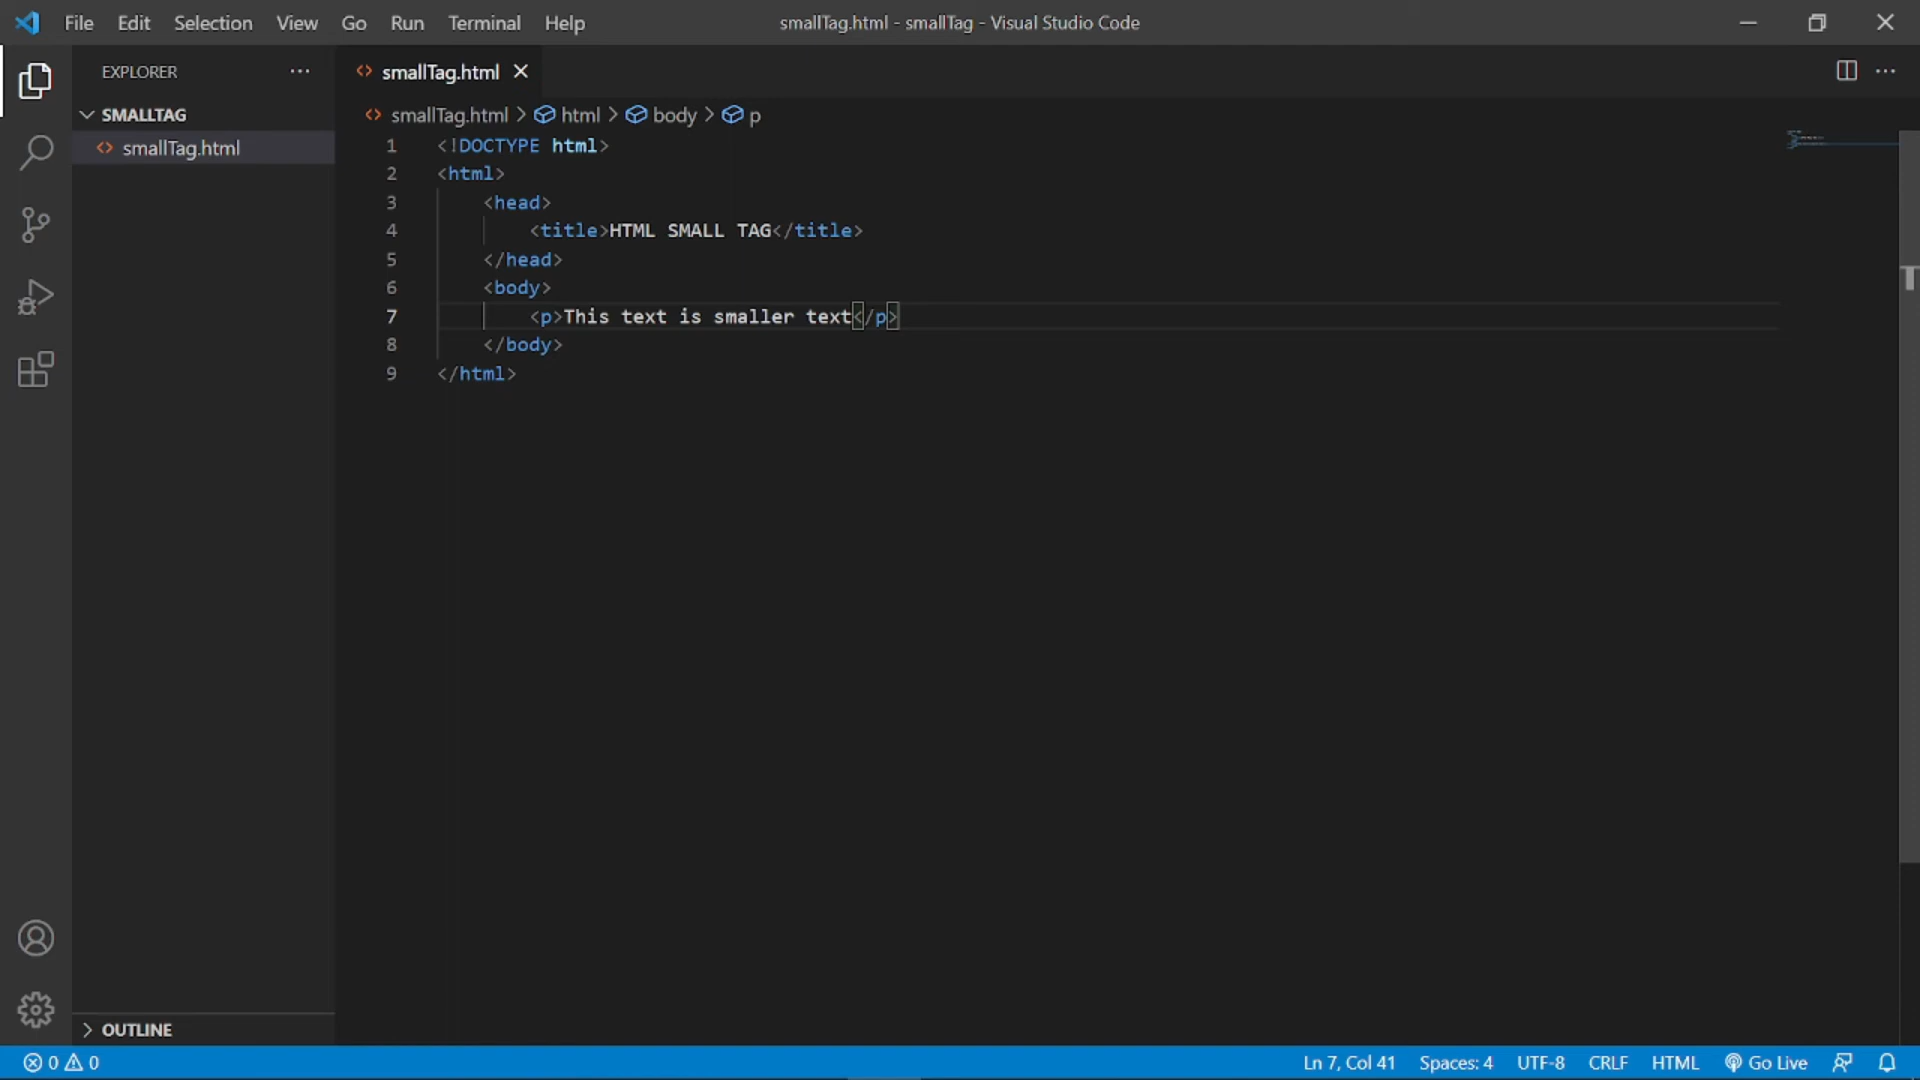 File Edit Selection View Go Run Terminal Help smallTag.html - smallTag - Visual Studio Code
EXPLORER
SMALLTAG
smallTag.html
smallTag.html
smallTag.html > html > body > p
1 <!DOCTYPE html>
2 <html>
3 <head>
4 <title>HTML SMALL TAG</title>
5 </head>
6 <body>
7 <p>This text is smaller text</p>
8 </body>
9 </html>
OUTLINE
0 0 Ln 7, Col 41 Spaces: 4 UTF-8 CRLF HTML Go Live